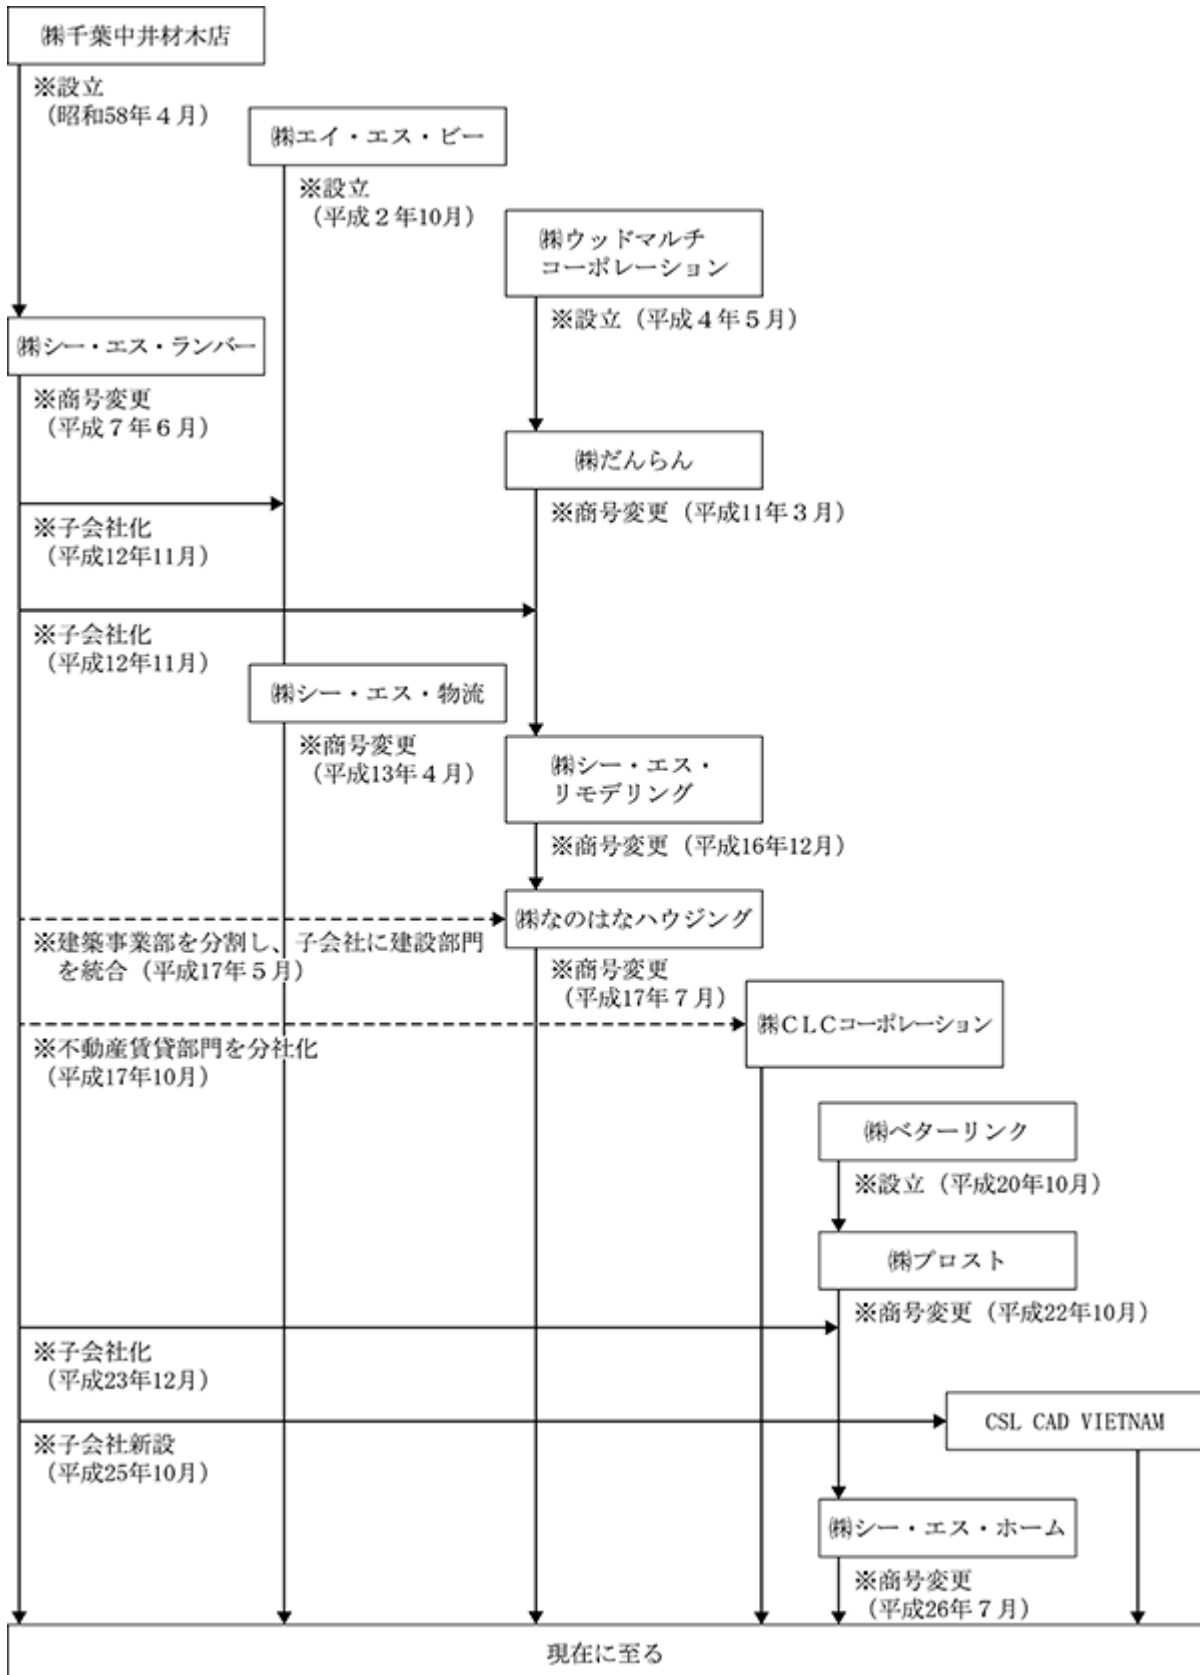 ㈱千葉中井材木店
※設立
（昭和58年４月）
㈱エイ・エス・ビー
※設立
（平成２年10月）
㈱ウッドマルチ
コーポレーション
※設立（平成４年５月）
㈱シー・エス・ランバー
※商号変更
（平成７年６月）
㈱だんらん
※商号変更（平成11年３月）
※子会社化
（平成12年11月）
※子会社化
（平成12年11月）
㈱シー・エス・物流
※商号変更
（平成13年４月）
㈱シー・エス・
リモデリング
※商号変更（平成16年12月）
㈱なのはなハウジング
※建築事業部を分割し、子会社に建設部門
を統合（平成17年５月）
※商号変更
（平成17年７月）
㈱ＣＬＣコーポレーション
※不動産賃貸部門を分社化
（平成17年10月）
㈱ベターリンク
※設立（平成20年10月）
㈱プロスト
※商号変更（平成22年10月）
※子会社化
（平成23年12月）
CSL CAD VIETNAM
※子会社新設
（平成25年10月）
㈱シー・エス・ホーム
※商号変更
（平成26年７月）
現在に至る